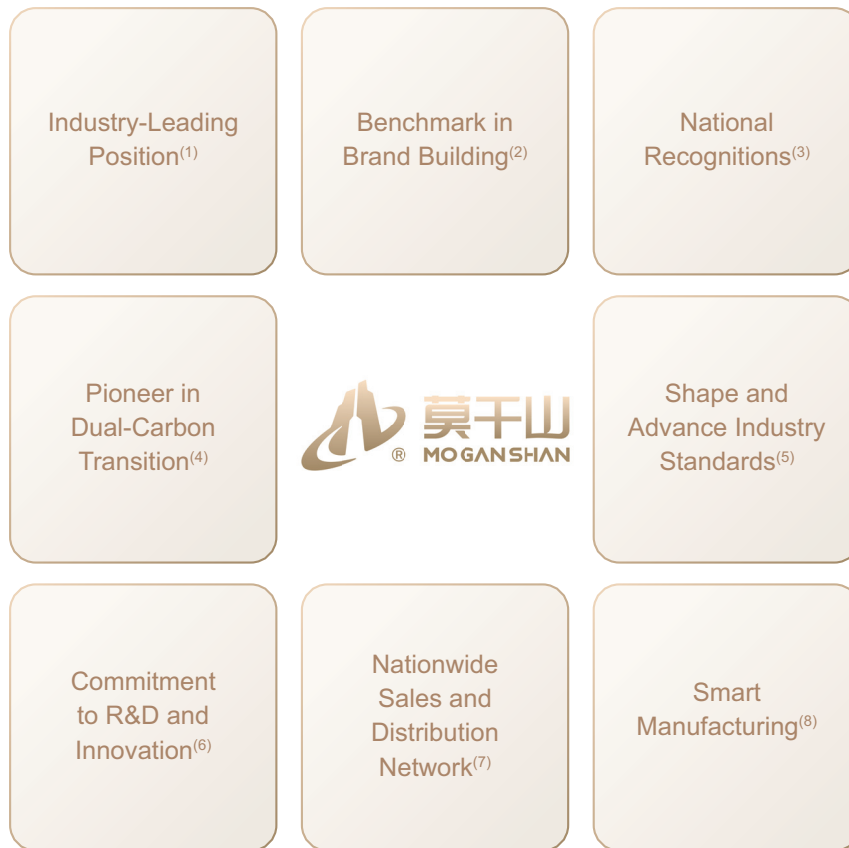 Industry-Leading
Position(1)
Benchmark in
Brand Building(2)
National
Recognitions(3)
Pioneer in
Dual-Carbon
Transition(4)
®
莫干山
MOGANSHAN
Shape and
Advance Industry
Standards(5)
Commitment
to R&D and
Innovation(6)
Nationwide
Sales and
Distribution
Network(7)
Smart
Manufacturing(8)